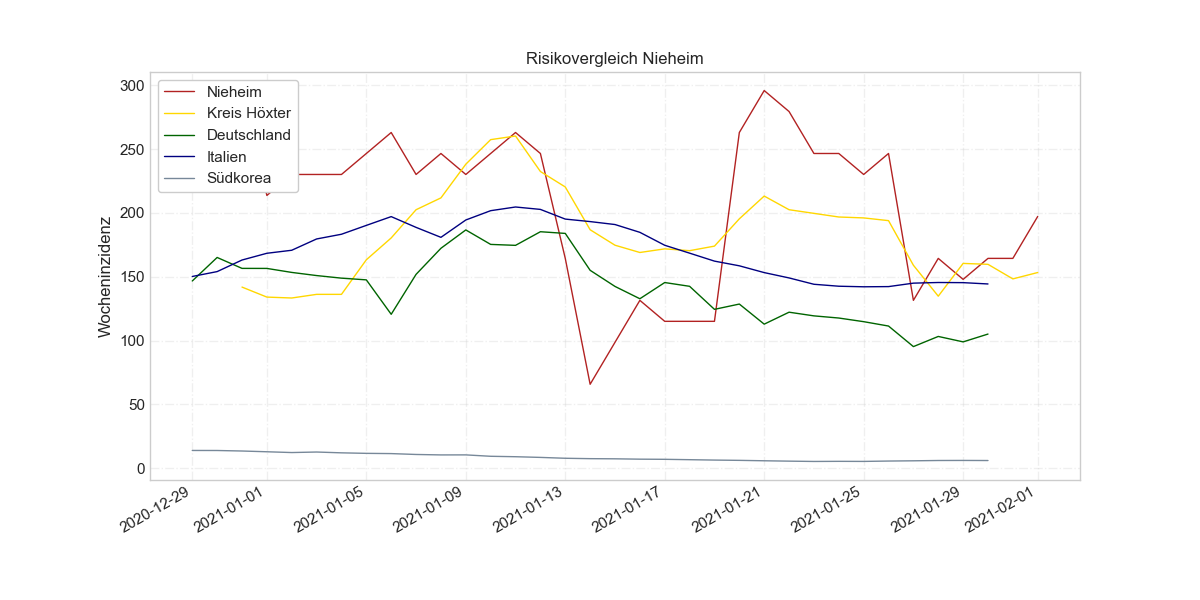 Risikovergleich Nieheim
Wocheninzidenz
300
250
200
150
100
50
0
Nieheim
Kreis Höxter
Deutschland
Italien
Südkorea
2020-12-29
2021-01-01
2021-01-05
2021-01-09
2021-01-13
2021-01-17
2021-01-21
2021-01-25
2021-01-29
2021-02-01